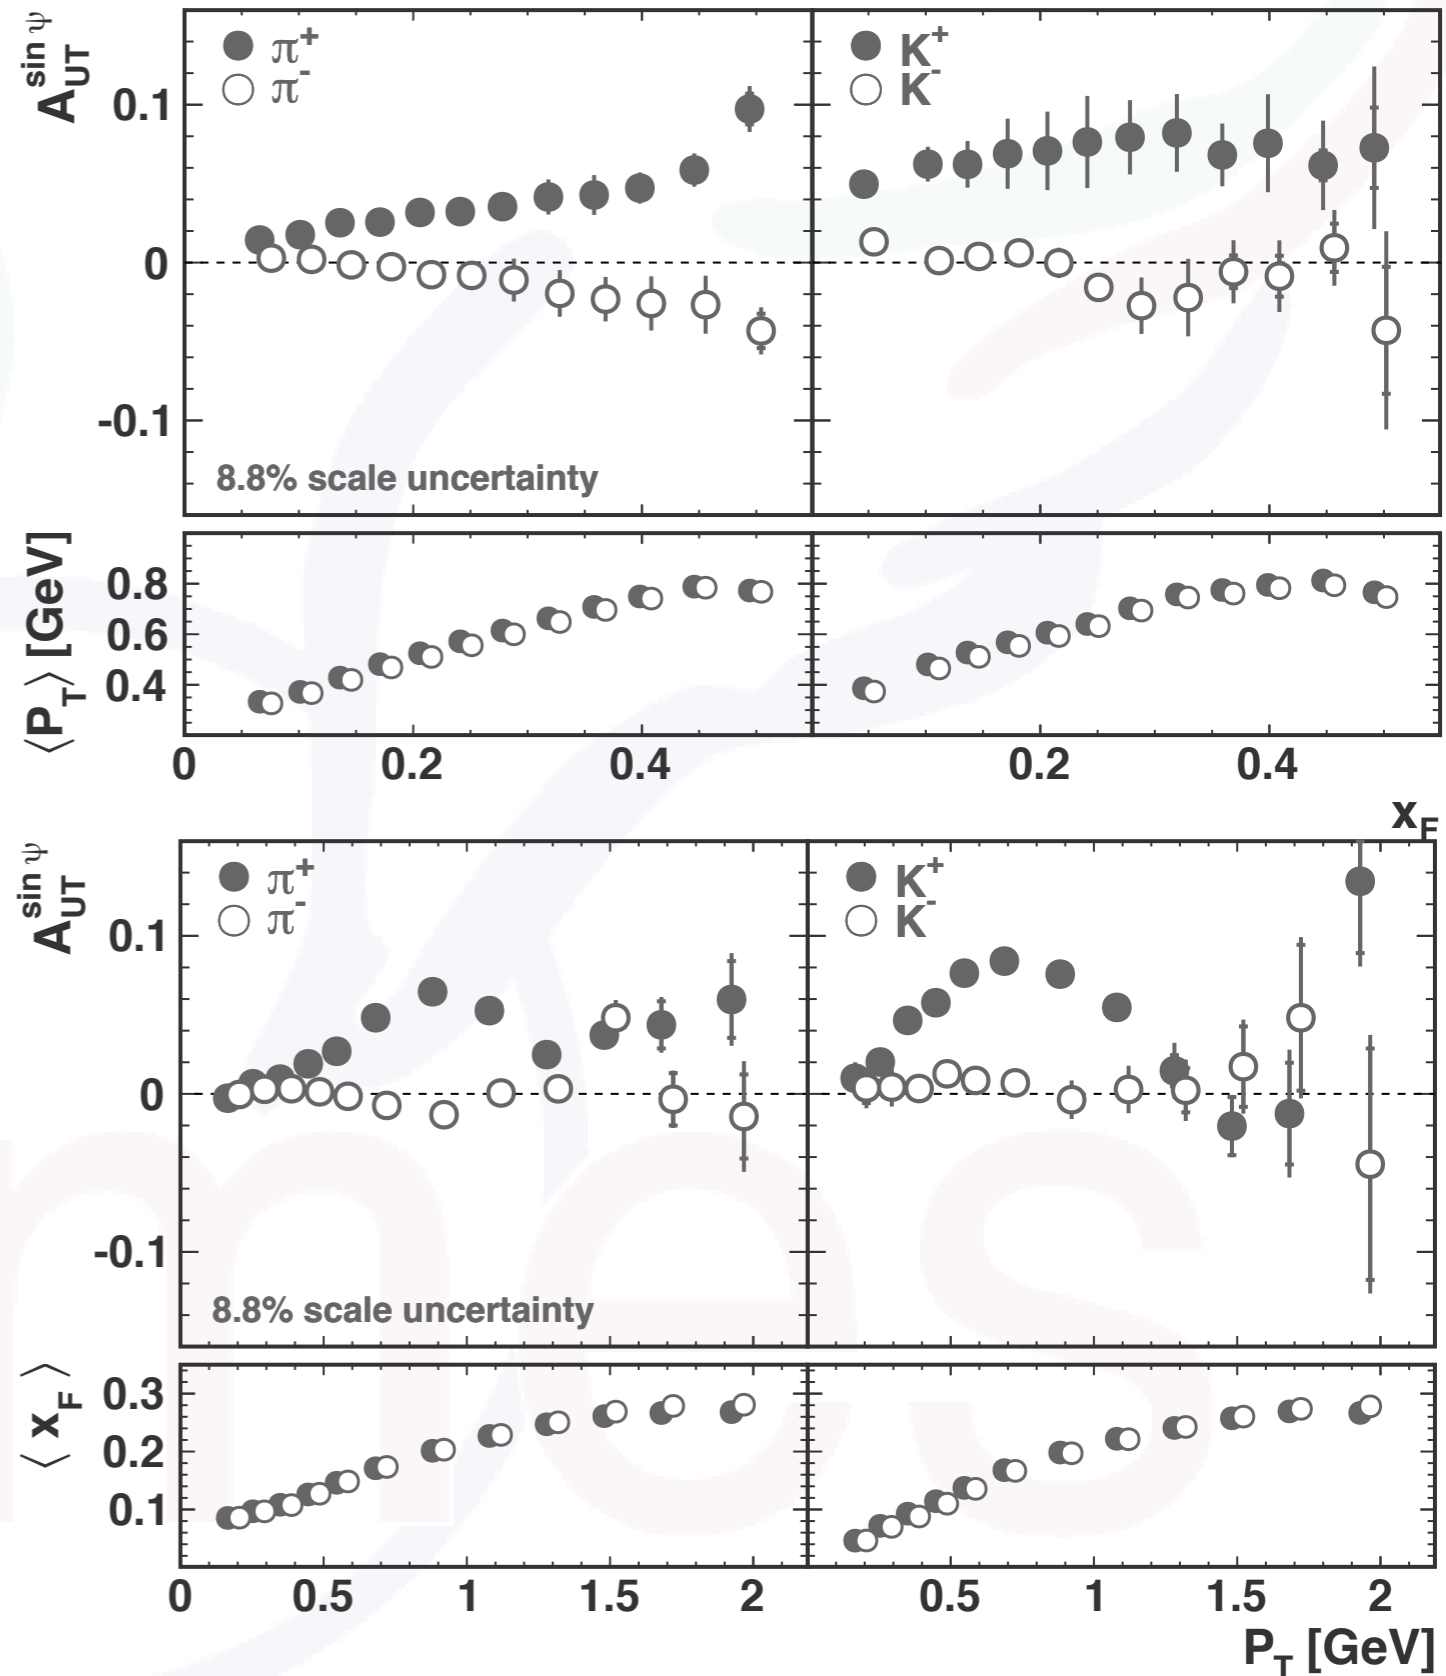 A_UT^sin ψ
π+
π-
K+
K-
0.1
0
-0.1
8.8% scale uncertainty
⟨P_T⟩ [GeV]
0.8
0.6
0.4
0 0.2 0.4 0.2 0.4
x_F
A_UT^sin ψ
π+
π-
K+
K-
0.1
0
-0.1
8.8% scale uncertainty
⟨ x_F ⟩
0.3
0.2
0.1
0 0.5 1 1.5 2 0.5 1 1.5 2
P_T [GeV]
mes